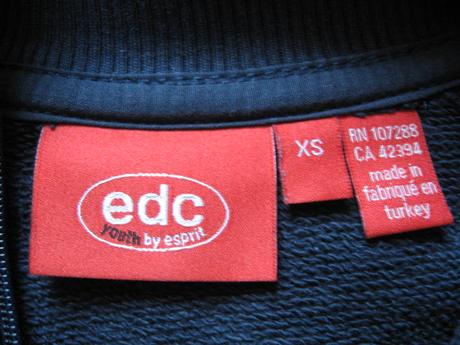 edc
youth by esprit
XS
RN 107288
CA 42394
made in
fabriqué en
turkey